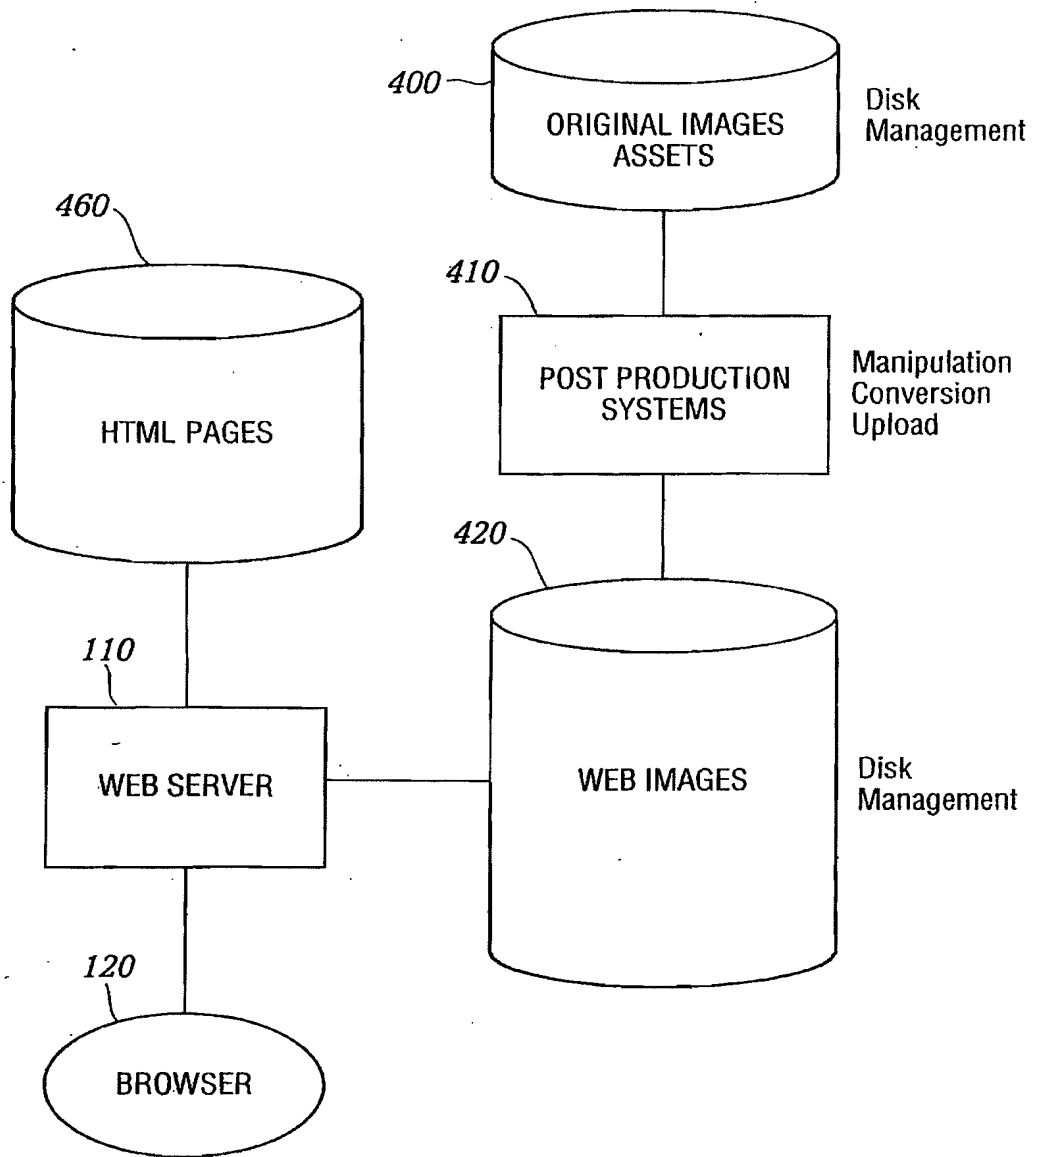 400
ORIGINAL IMAGES
ASSETS
Disk
Management
460
HTML PAGES
410
POST PRODUCTION
SYSTEMS
Manipulation
Conversion
Upload
420
WEB IMAGES
Disk
Management
110
WEB SERVER
120
BROWSER